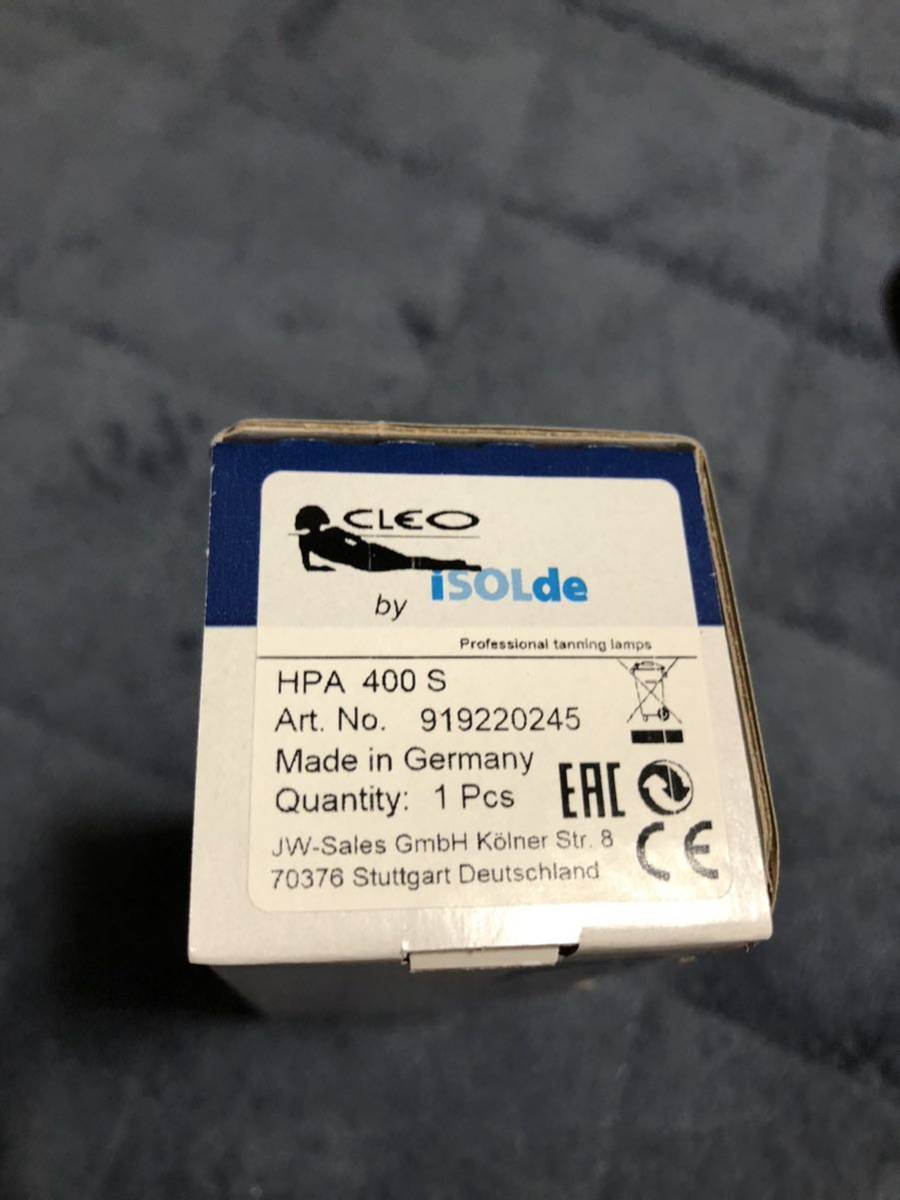 CLEO
by iSOLde
Professional tanning lamps
HPA 400 S
Art. No. 919220245
Made in Germany
Quantity: 1 Pcs
EAC
JW-Sales GmbH Kölner Str. 8
70376 Stuttgart Deutschland
CE